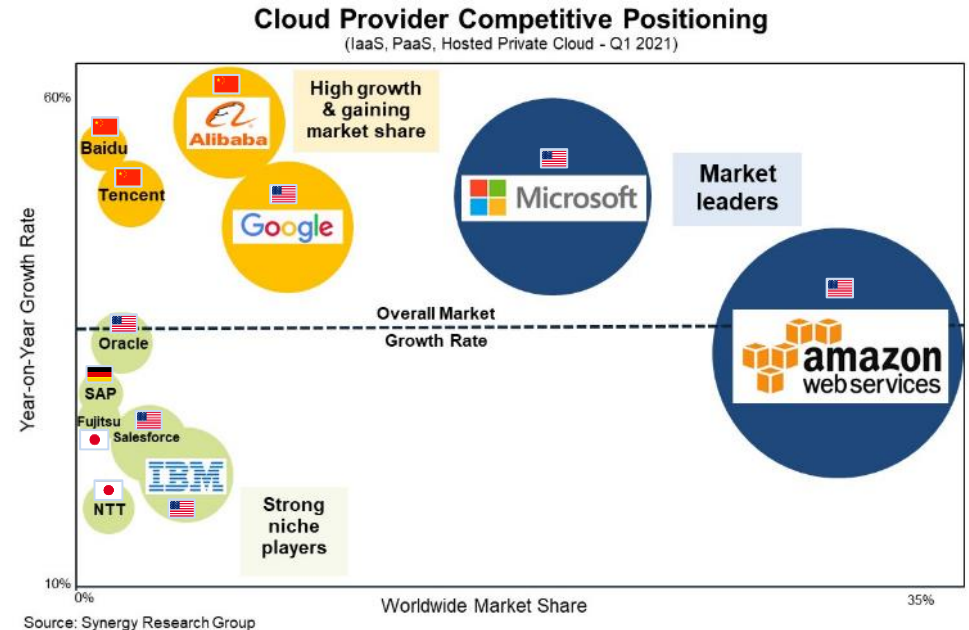 Cloud Provider Competitive Positioning
(IaaS, PaaS, Hosted Private Cloud - Q1 2021)
60%
Year-on-Year Growth Rate
10%
Alibaba
Baidu
Tencent
Google
High growth
& gaining
market share
Microsoft
Market
leaders
Overall Market
Growth Rate
amazon
webservices
Oracle
SAP
Fujitsu
Salesforce
IBM
NTT
Strong
niche
players
0%
Worldwide Market Share
35%
Source: Synergy Research Group